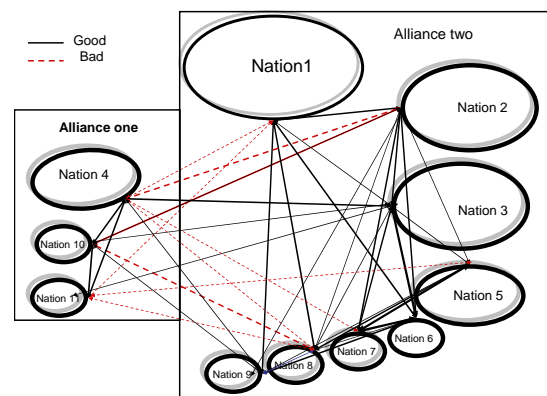 Good
Bad
Alliance two
Nation1
Nation 2
Alliance one
Nation 4
Nation 3
Nation 10
Nation 11
Nation 5
Nation 6
Nation 7
Nation 8
Nation 9